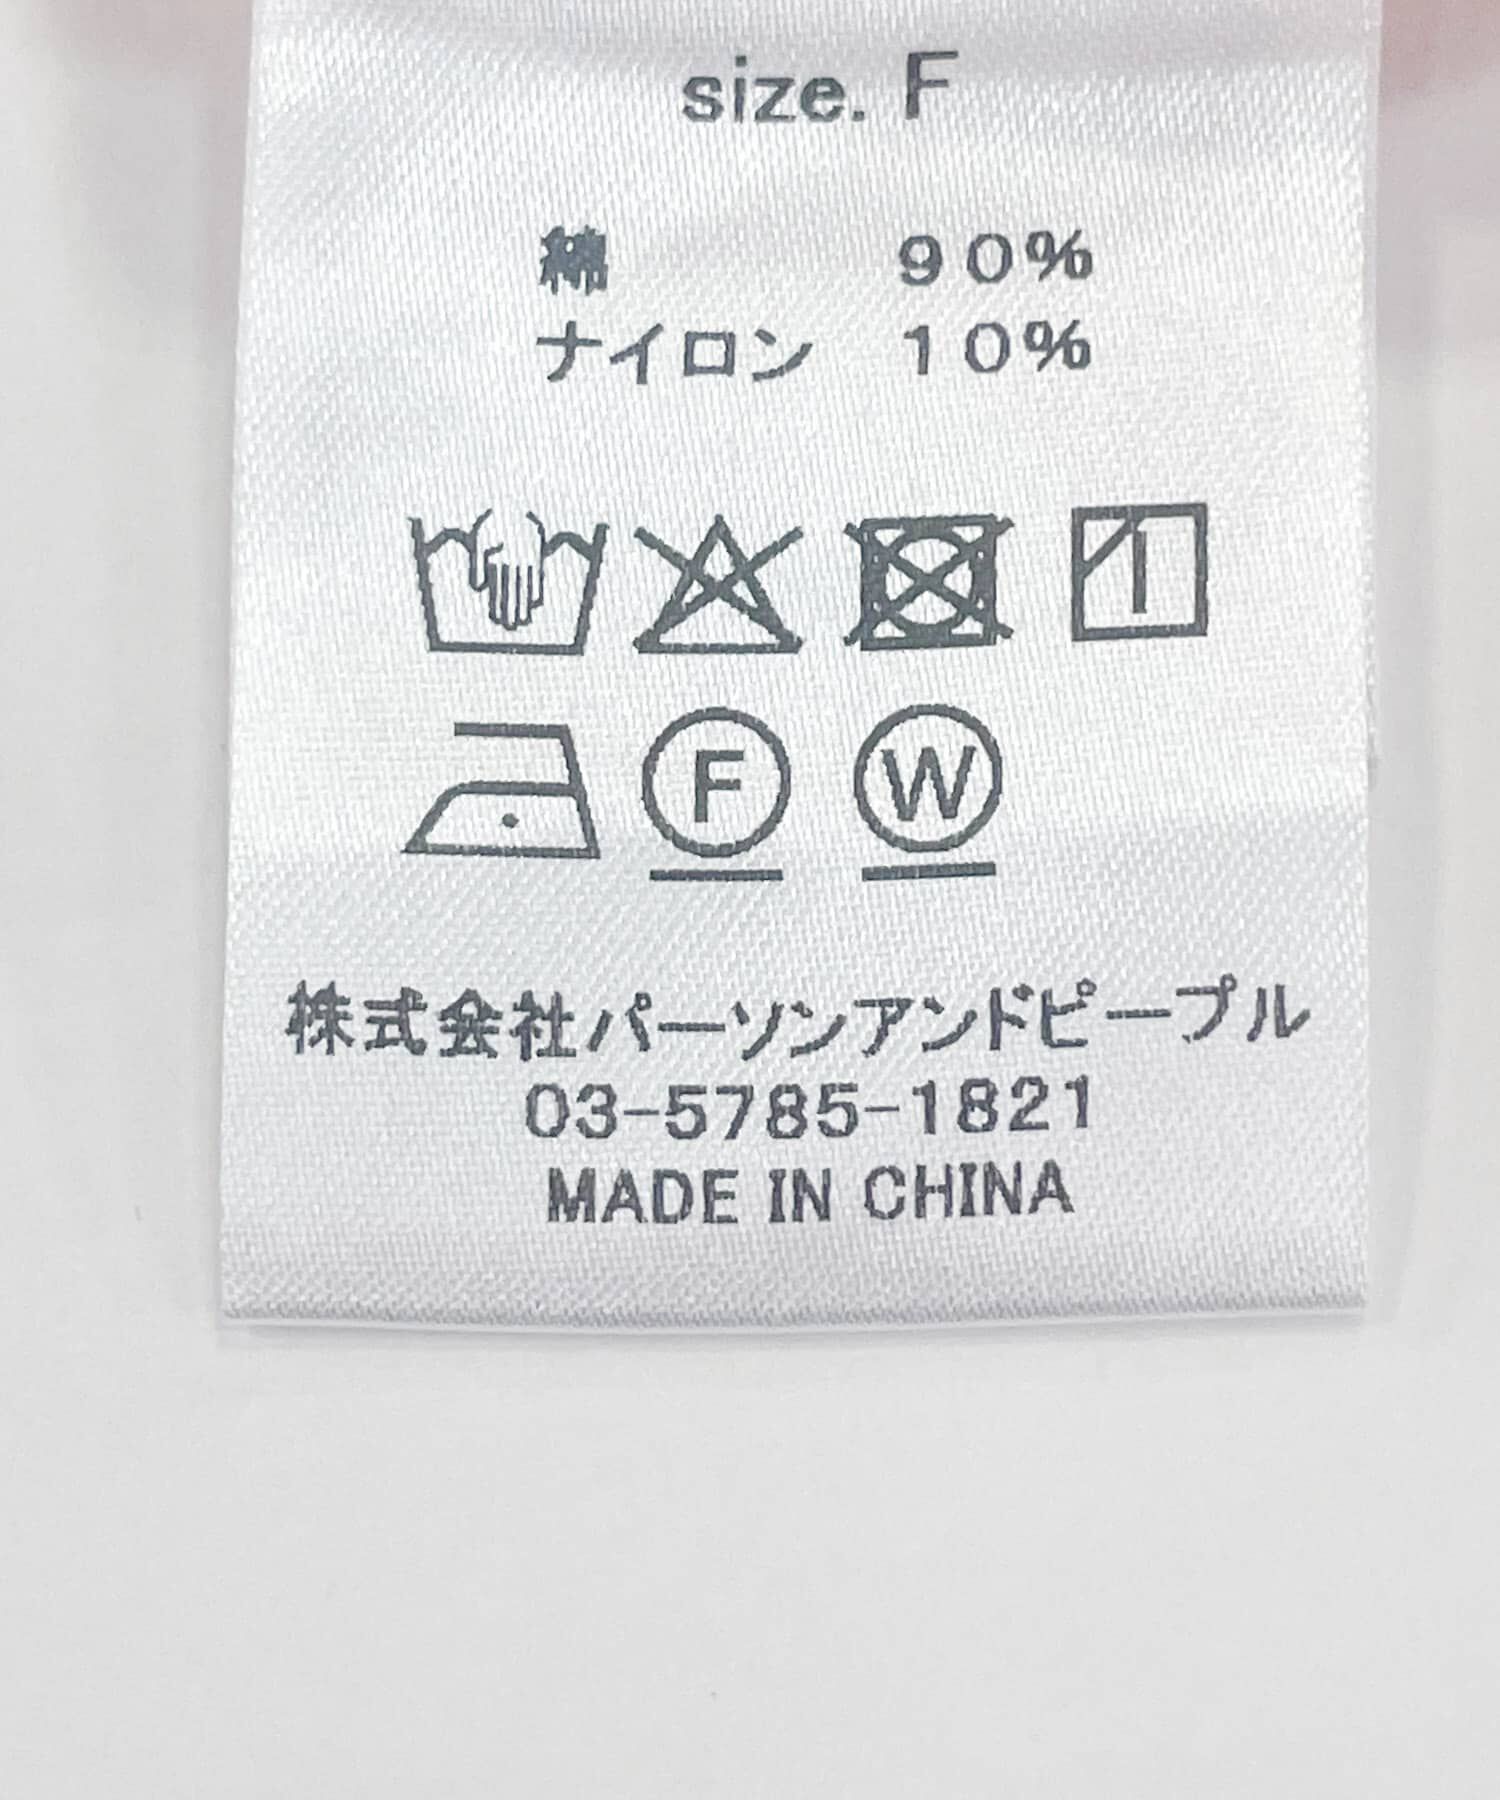 size. F
綿 90%
ナイロン 10%
F W
株式会社パーソンアンドピープル
03-5785-1821
MADE IN CHINA